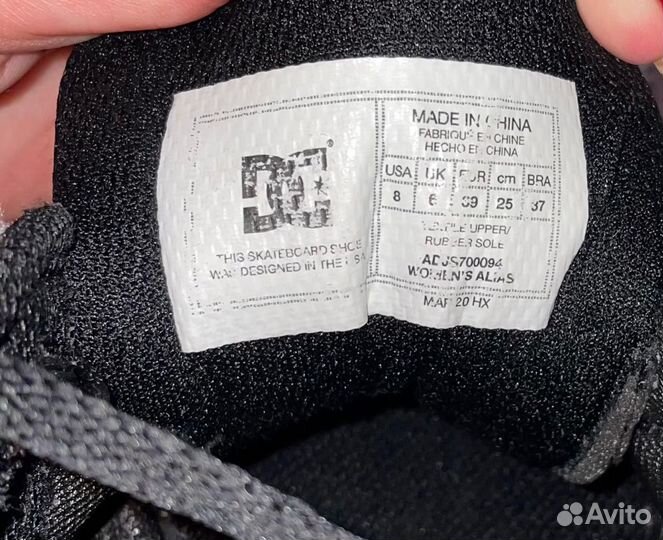 DC
®
THIS SKATEBOARD SHOE
WAS DESIGNED IN THE USA
MADE IN CHINA
FABRIQUÉ EN CHINE
HECHO EN CHINA
USA UK EUR cm BRA
8 6 39 25 37
TEXTILE UPPER/
RUBBER SOLE
ADJS700094
WOMEN'S ALIAS
MAR 20 HX
Avito